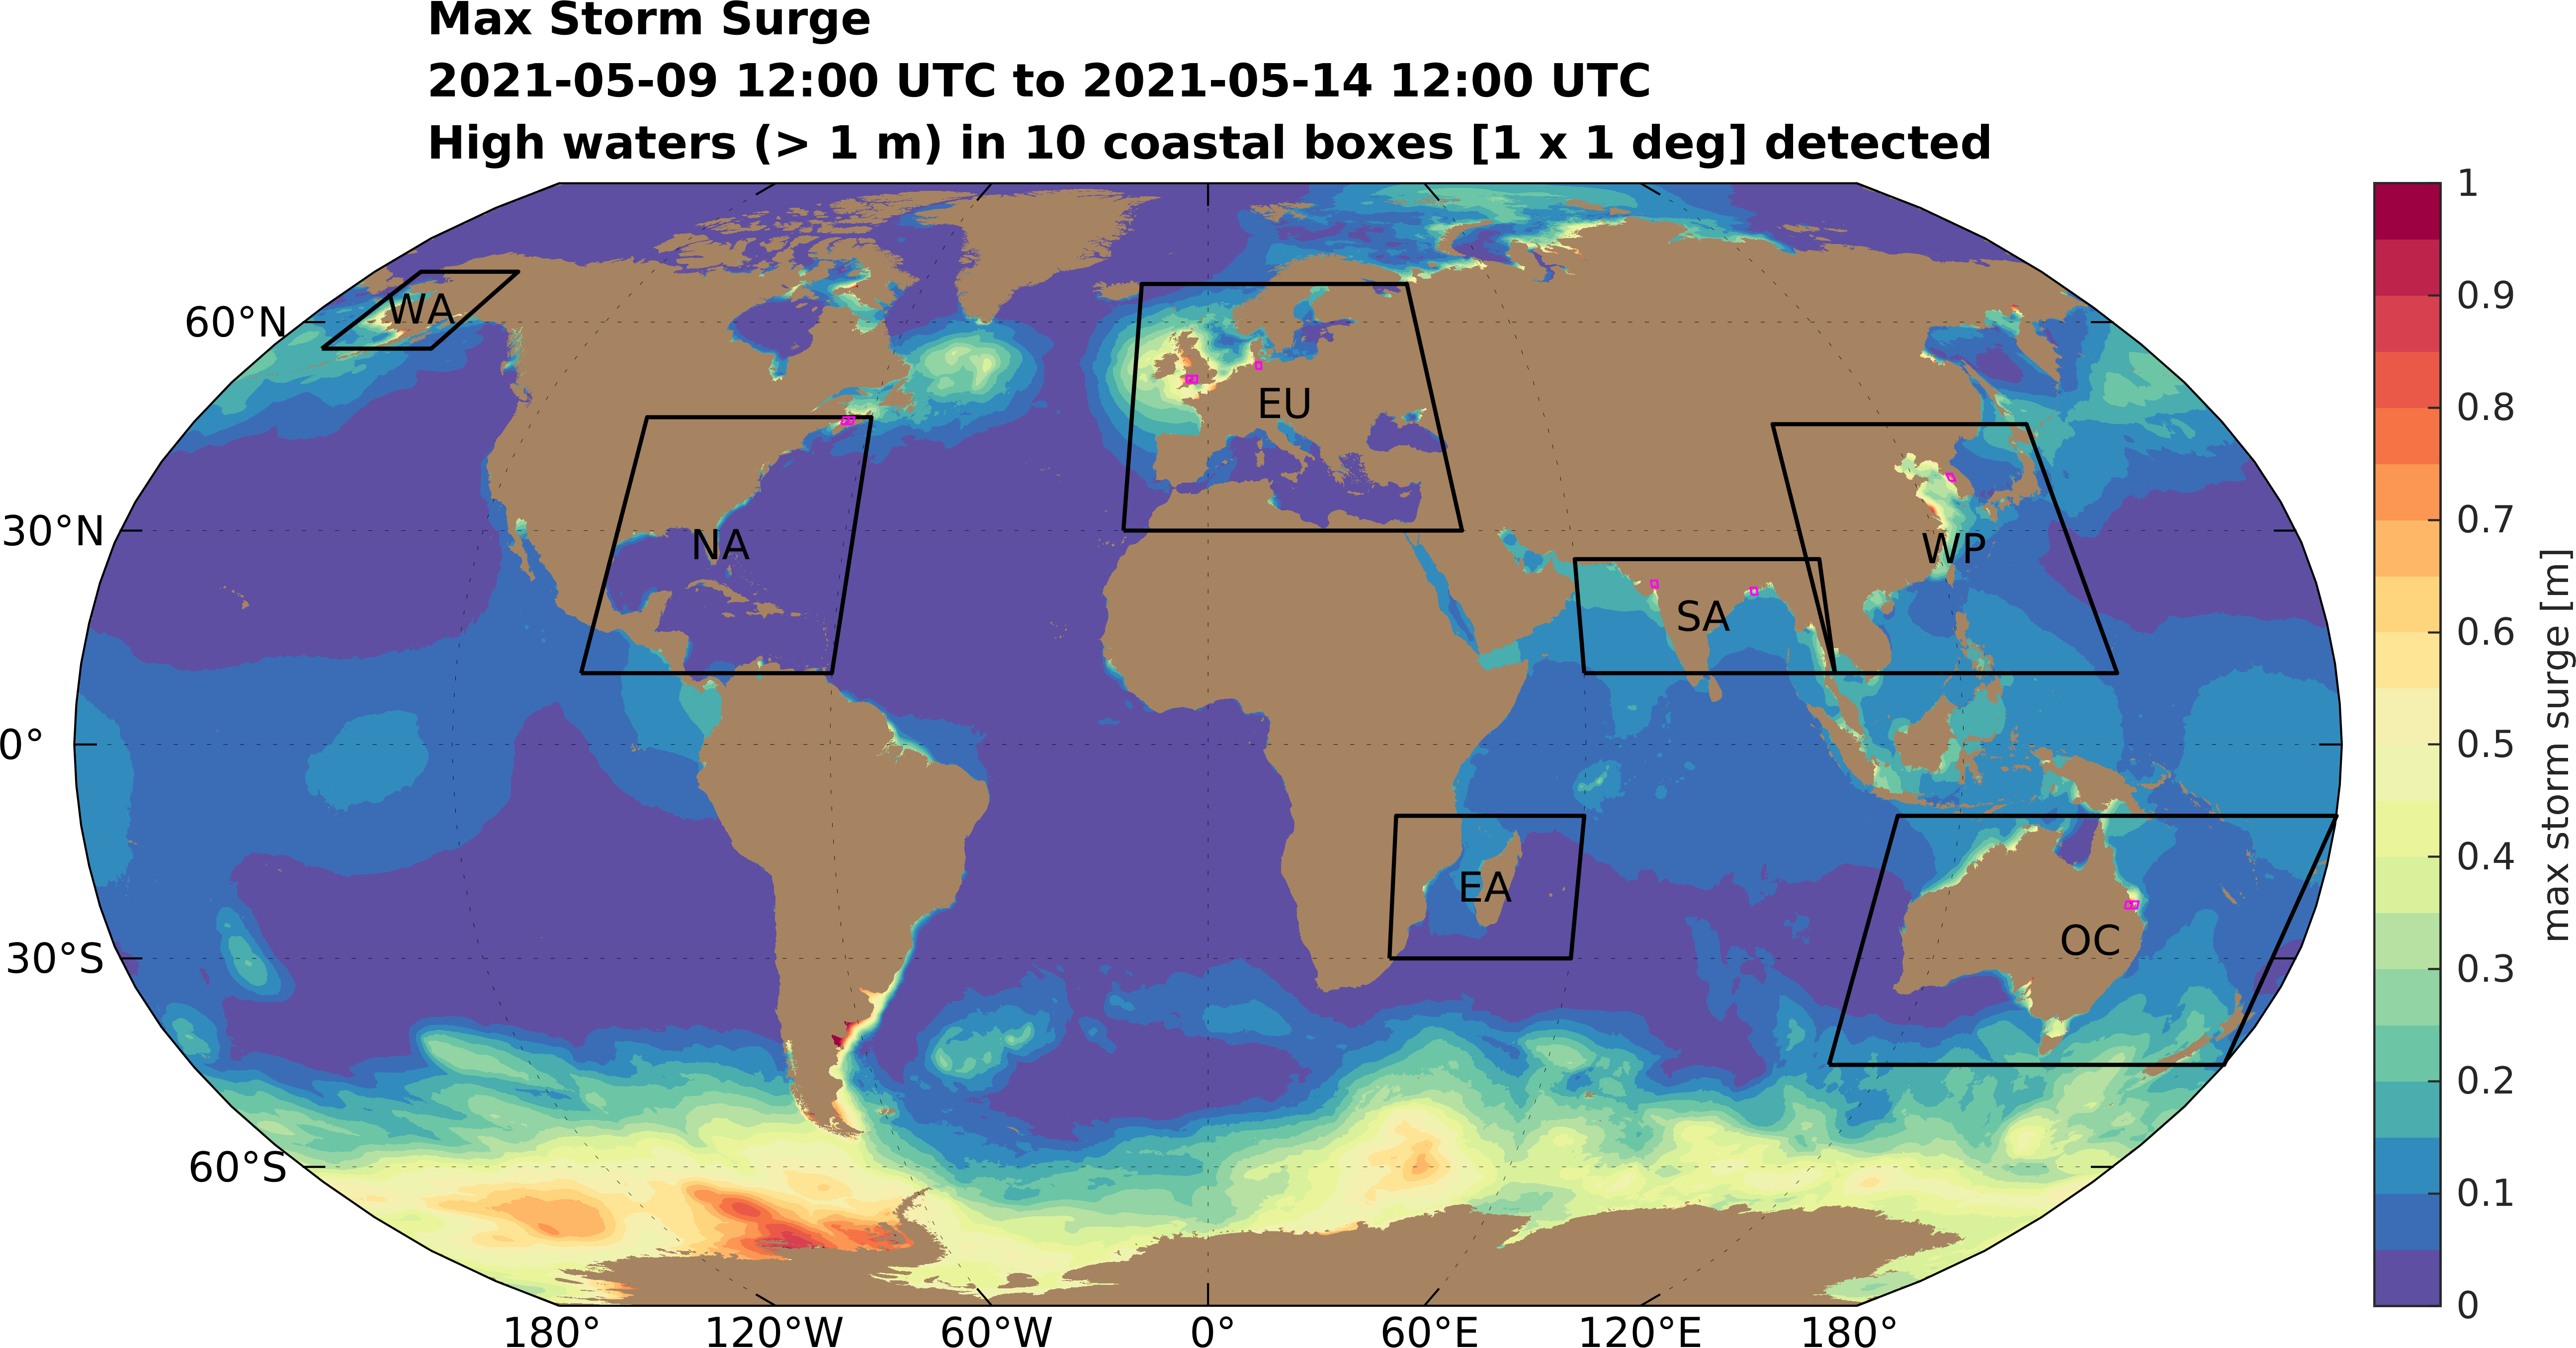 Max Storm Surge
2021-05-09 12:00 UTC to 2021-05-14 12:00 UTC
High waters (> 1 m) in 10 coastal boxes [1 x 1 deg] detected
60°N
30°N
0°
30°S
60°S
WA
NA
EU
SA
WP
EA
OC
180°
120°W
60°W
0°
60°E
120°E
180°
1
0.9
0.8
0.7
0.6
0.5
0.4
0.3
0.2
0.1
0
max storm surge [m]